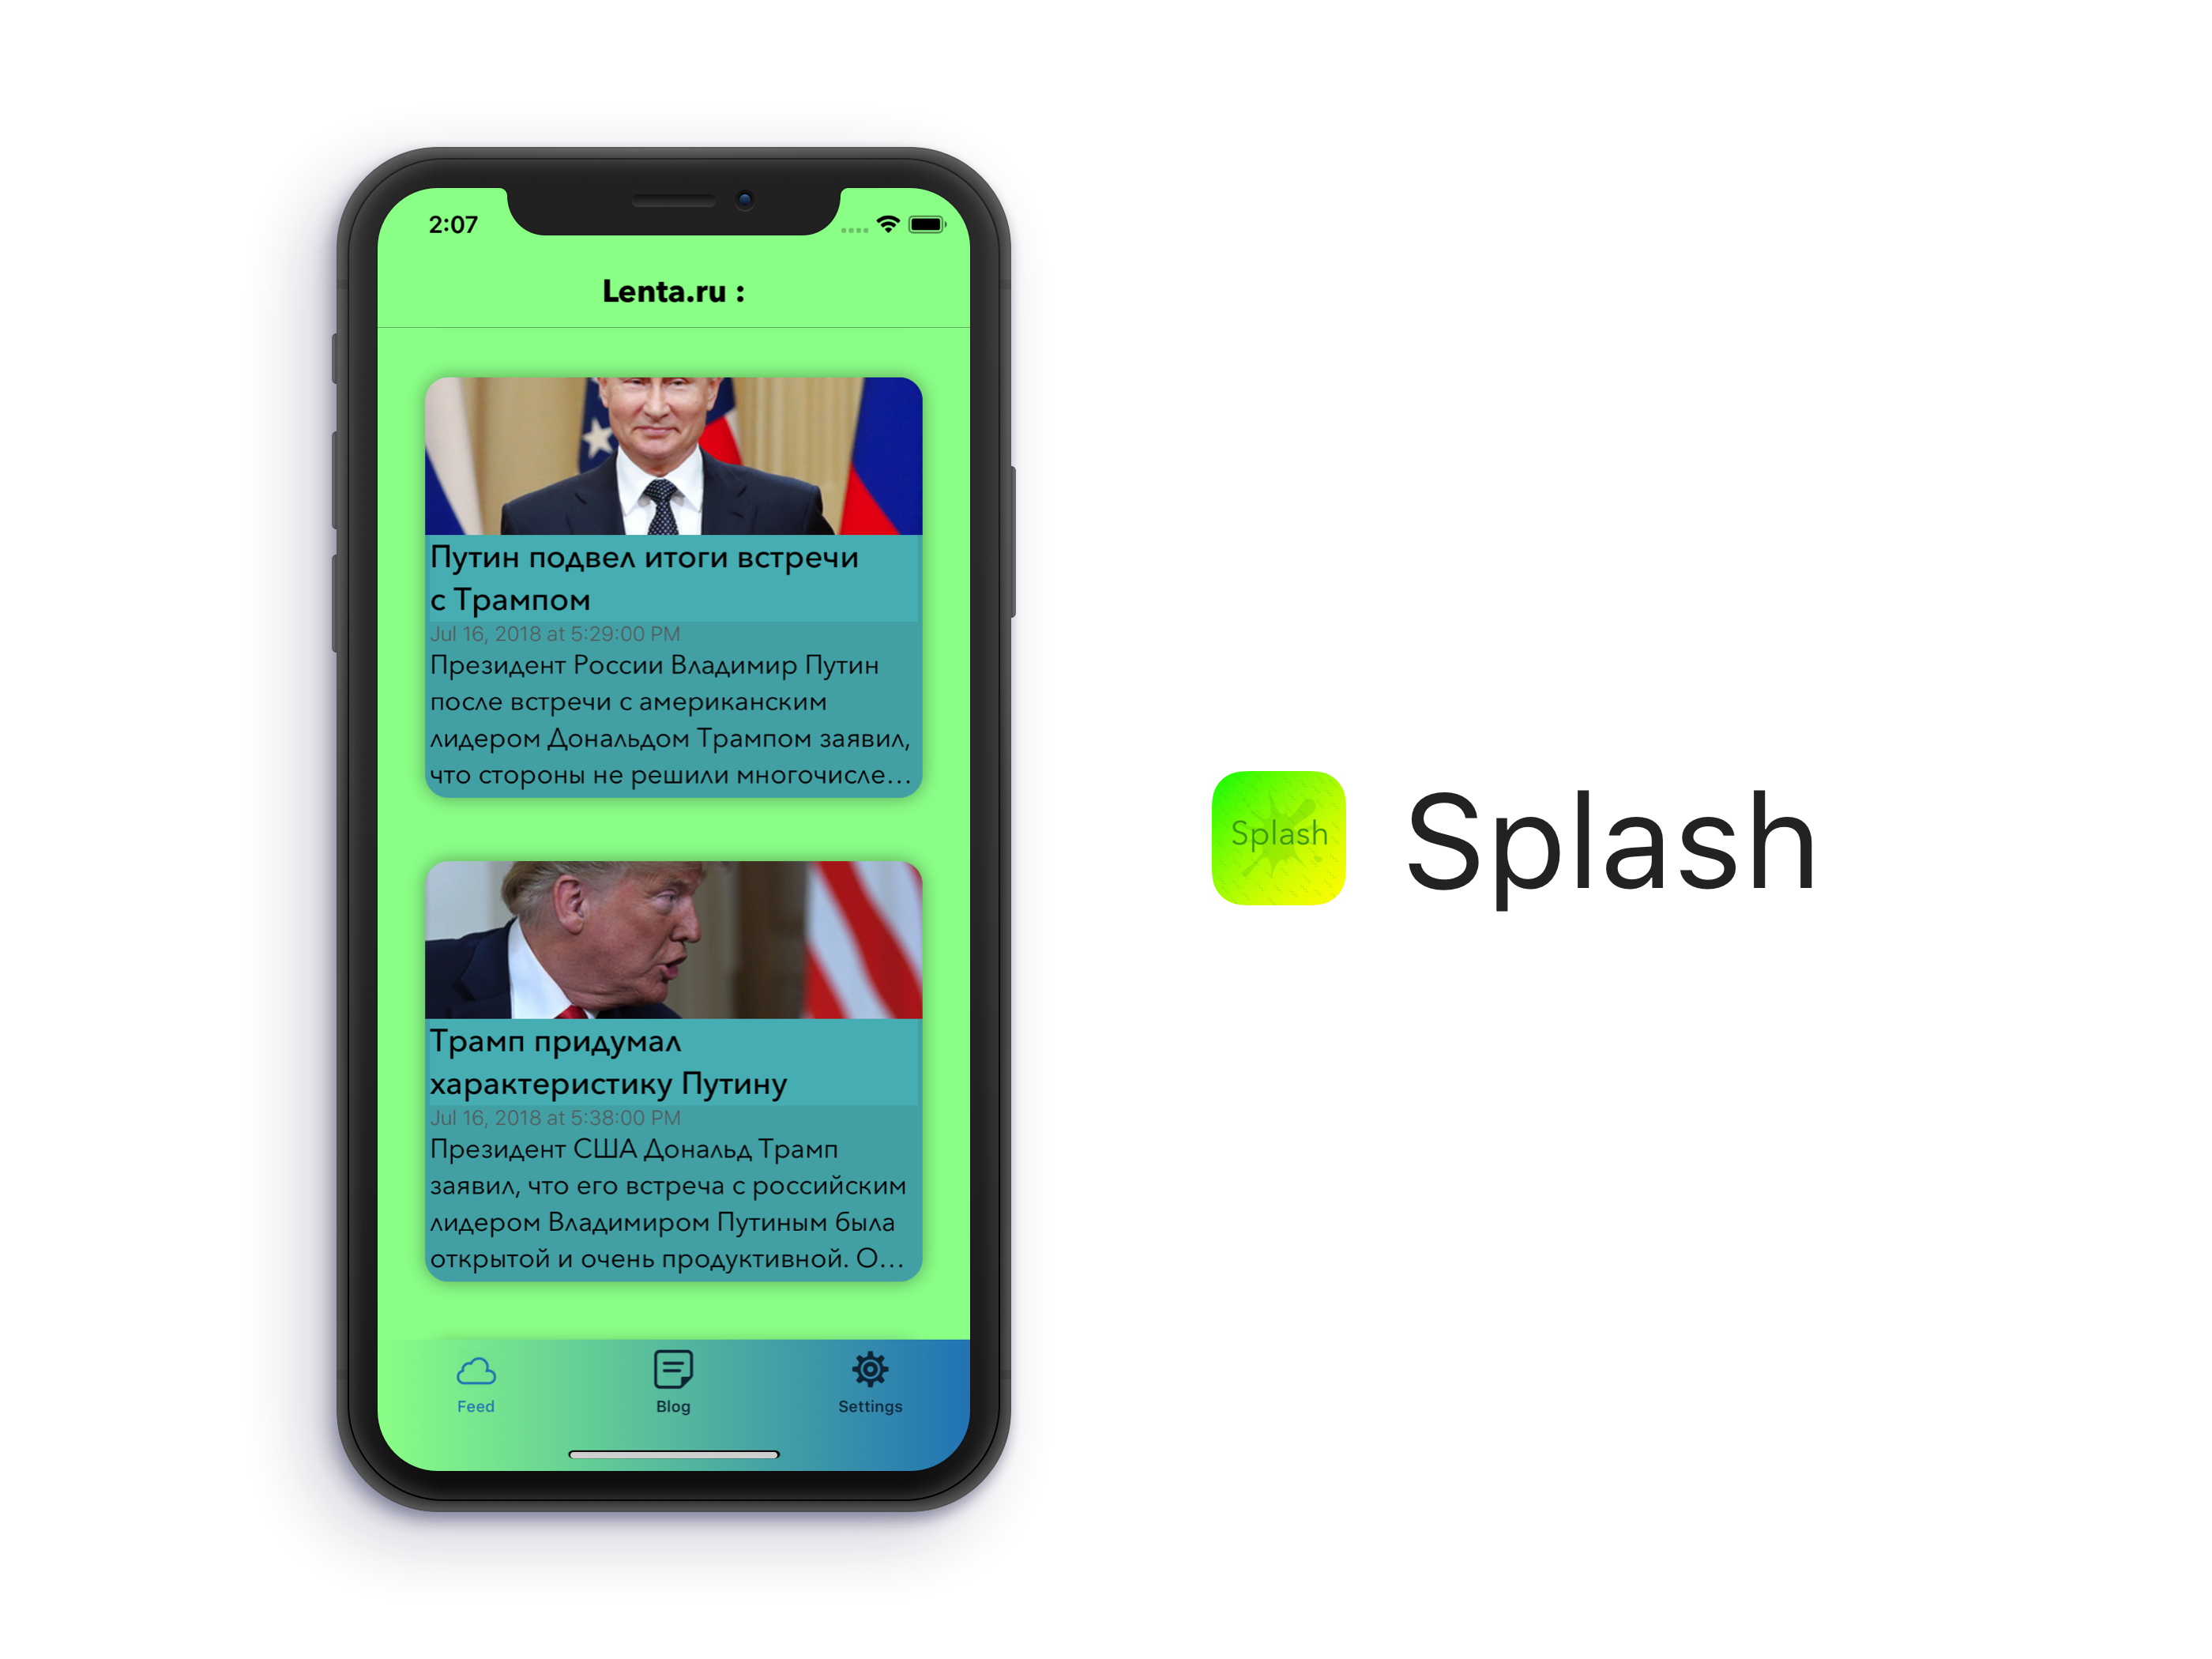 2:07
Lenta.ru :
Путин подвел итоги встречи
с Трампом
Jul 16, 2018 at 5:29:00 PM
Президент России Владимир Путин
после встречи с американским
лидером Дональдом Трампом заявил,
что стороны не решили многочисле…
Трамп придумал
характеристику Путину
Jul 16, 2018 at 5:38:00 PM
Президент США Дональд Трамп
заявил, что его встреча с российским
лидером Владимиром Путиным была
открытой и очень продуктивной. О…
Feed
Blog
Settings
Splash
Splash